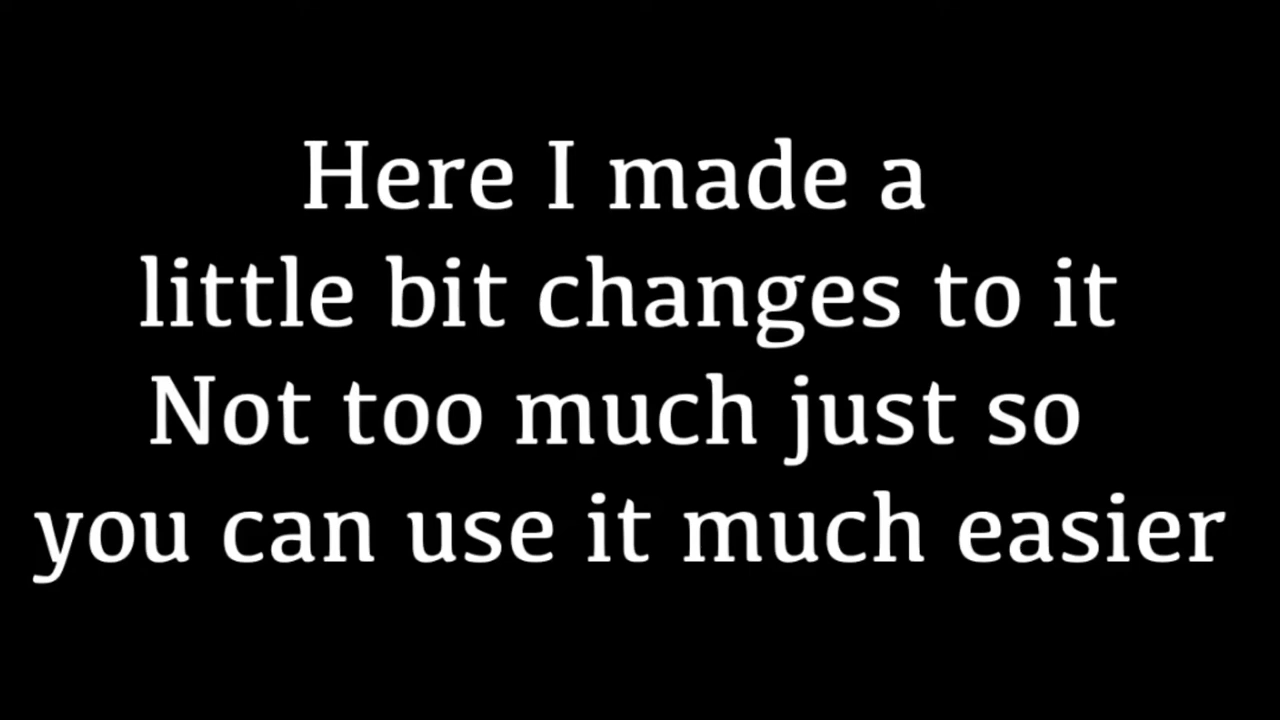 Here I made a
little bit changes to it
Not too much just so
you can use it much easier